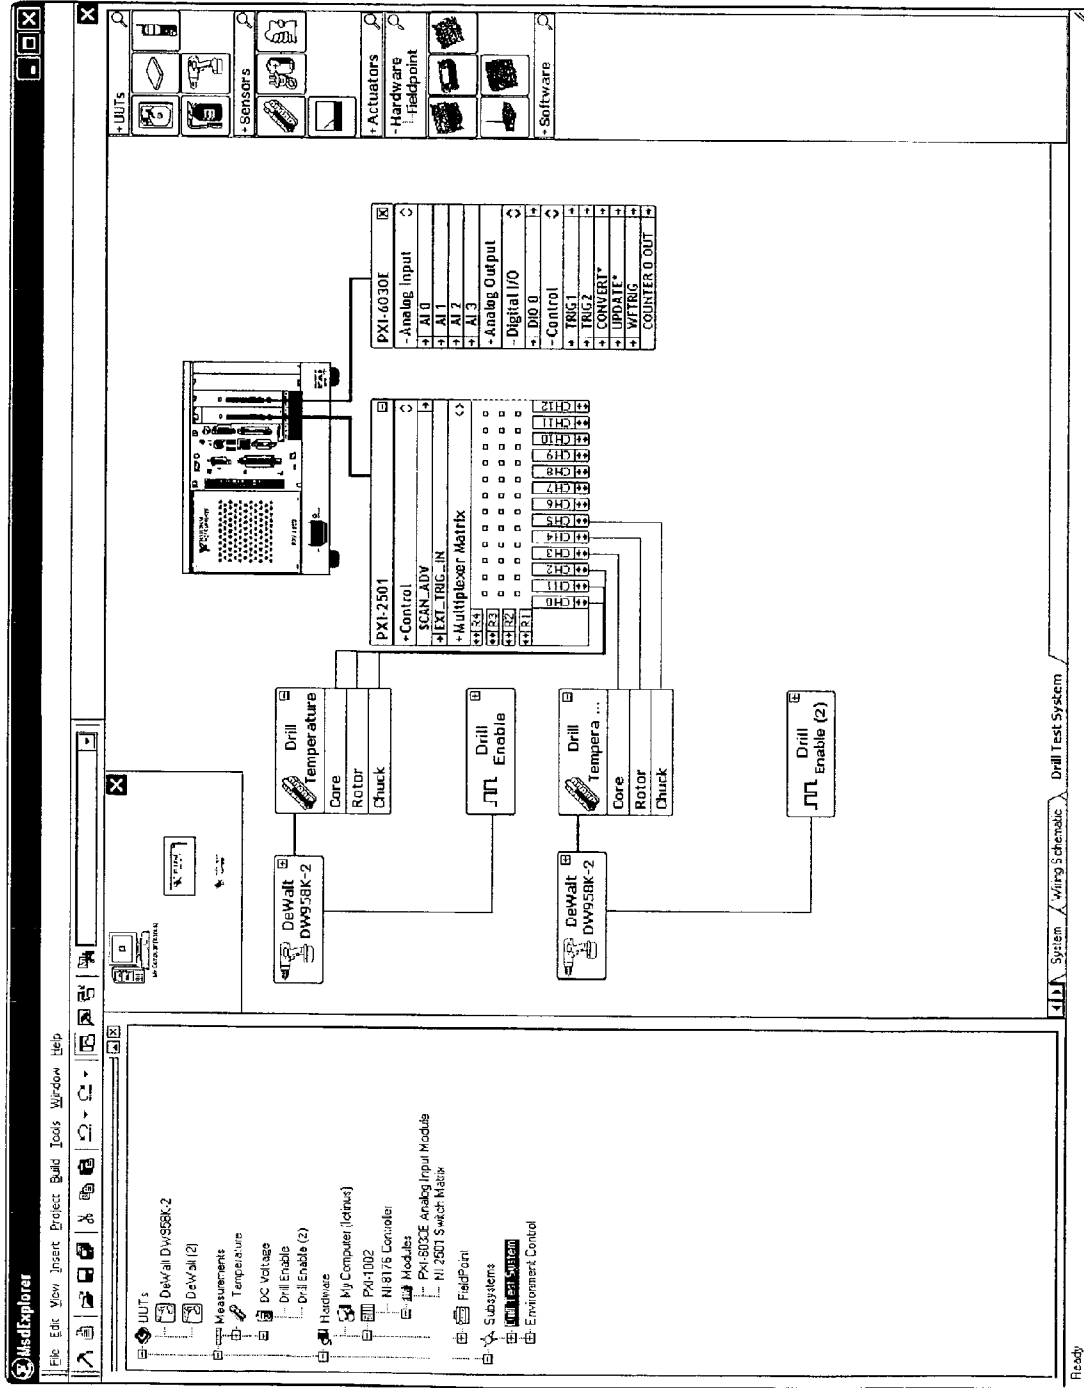 MsdExplorer
File Edit View Insert Project Build Tools Window Help
UUTs
DeWalt DW958K-2
DeWalt (2)
Measurements
Temperature
DC Voltage
Drill Enable
Drill Enable (2)
Hardware
My Computer (Ictinus)
PXI-1002
NI-8176 Controller
Modules
PXI-6030E Analog Input Module
NI 2501 Switch Matrix
FieldPoint
Subsystems
Drill Test System
Environment Control
DeWalt
DW958K-2
Drill
Temperature
Core
Rotor
Chuck
Drill
Enable
DeWalt
DW958K-2
Drill
Tempera ...
Core
Rotor
Chuck
Drill
Enable (2)
PXI-2501
+Control
SCAN_ADV
EXT_TRIG_IN
+Multiplexer Matrix
R4
R3
R2
R1
CH0
CH1
CH2
CH3
CH4
CH5
CH6
CH7
CH8
CH9
CH10
CH11
CH12
PXI-6030E
-Analog Input
AI 0
AI 1
AI 2
AI 3
+Analog Output
-Digital I/O
DIO 0
-Control
TRIG1
TRIG2
CONVERT*
UPDATE*
WFTRIG
COUNTER 0 OUT
+UUTs
+Sensors
+Actuators
-Hardware
Fieldpoint
+Software
System
Wiring Schematic
Drill Test System
Ready